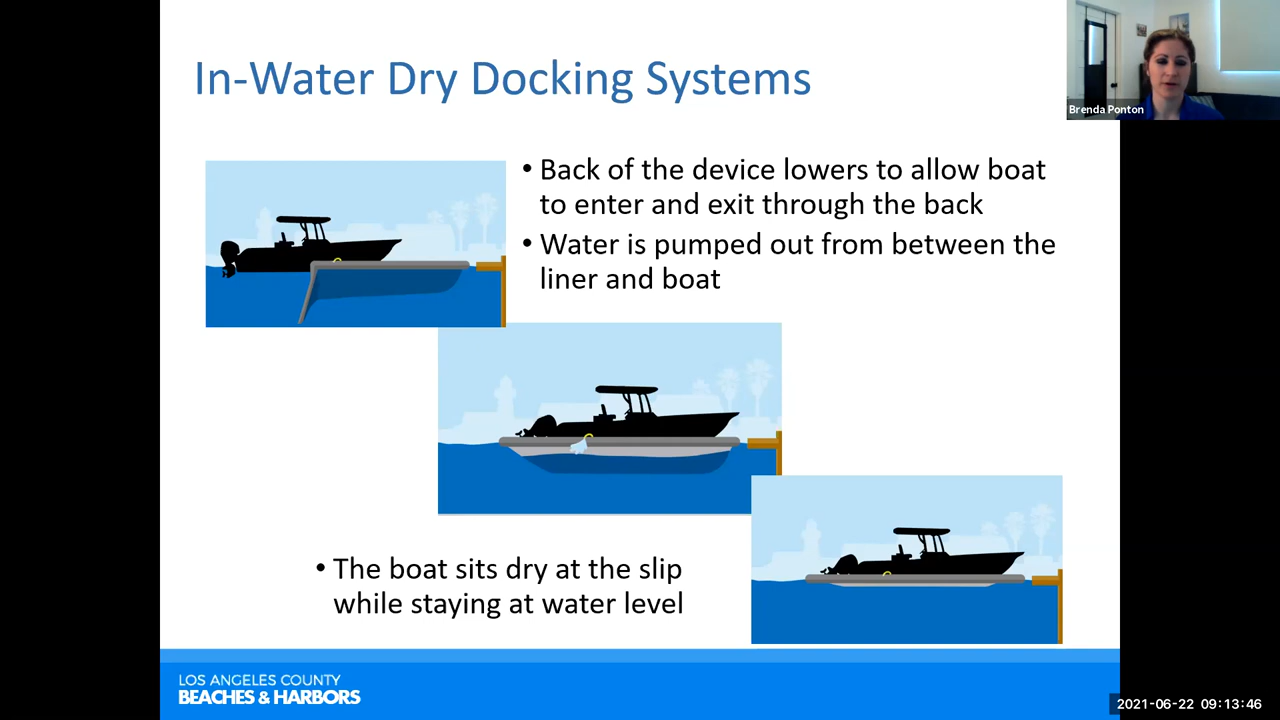 In-Water Dry Docking Systems
Brenda Ponton
• Back of the device lowers to allow boat
to enter and exit through the back
• Water is pumped out from between the
liner and boat
• The boat sits dry at the slip
while staying at water level
LOS ANGELES COUNTY
BEACHES & HARBORS
2021-06-22 09:13:46